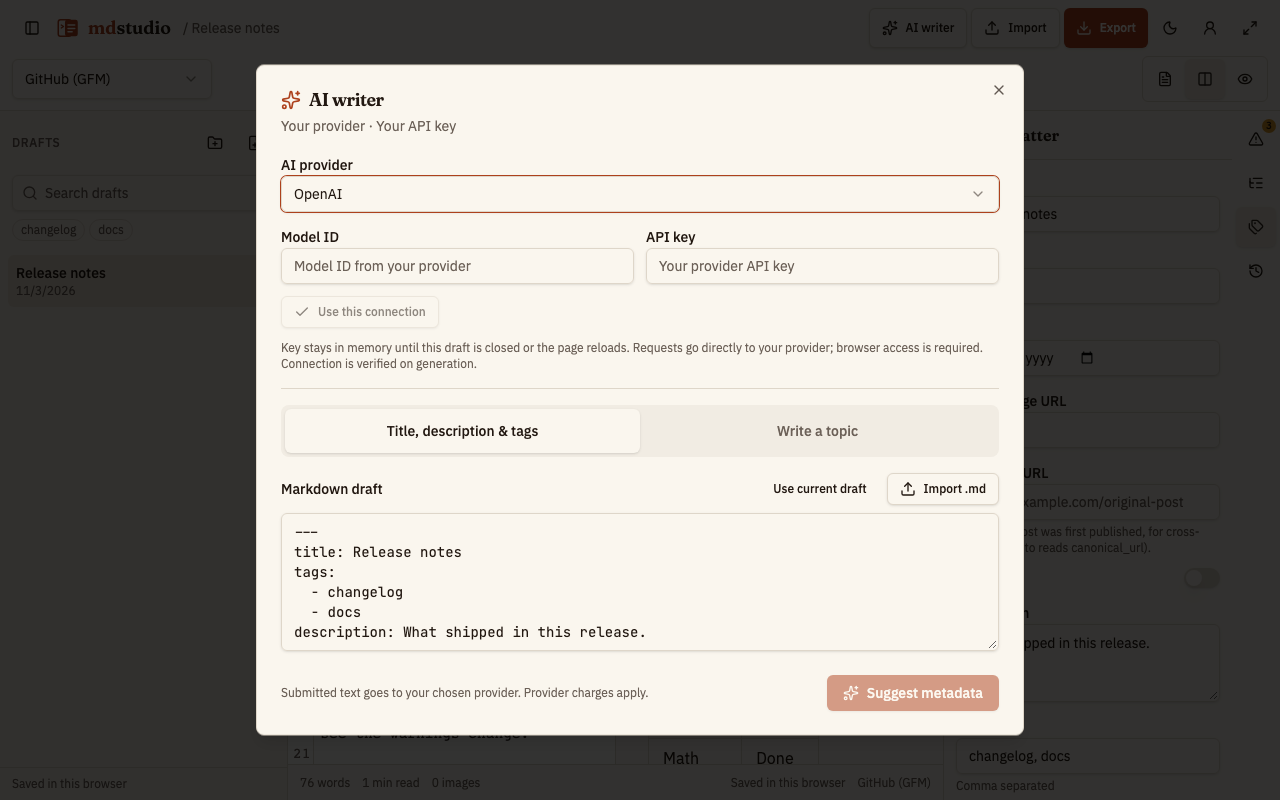 mdstudio / Release notes
AI writer
Import
Export
GitHub (GFM)
DRAFTS
Search drafts
changelog
docs
Release notes
11/3/2026
AI writer
Your provider · Your API key
AI provider
OpenAI
Model ID
API key
Model ID from your provider
Your provider API key
Use this connection
Key stays in memory until this draft is closed or the page reloads. Requests go directly to your provider; browser access is required.
Connection is verified on generation.
Title, description & tags
Write a topic
Markdown draft
Use current draft
Import .md
---
title: Release notes
tags:
  - changelog
  - docs
description: What shipped in this release.
Submitted text goes to your chosen provider. Provider charges apply.
Suggest metadata
3
notes
yyyy
URL
URL
example.com/original-post
was first published, for cross-
to reads canonical_url).
in this release.
changelog, docs
Comma separated
21
Math
Done
Saved in this browser
76 words
1 min read
0 images
Saved in this browser
GitHub (GFM)